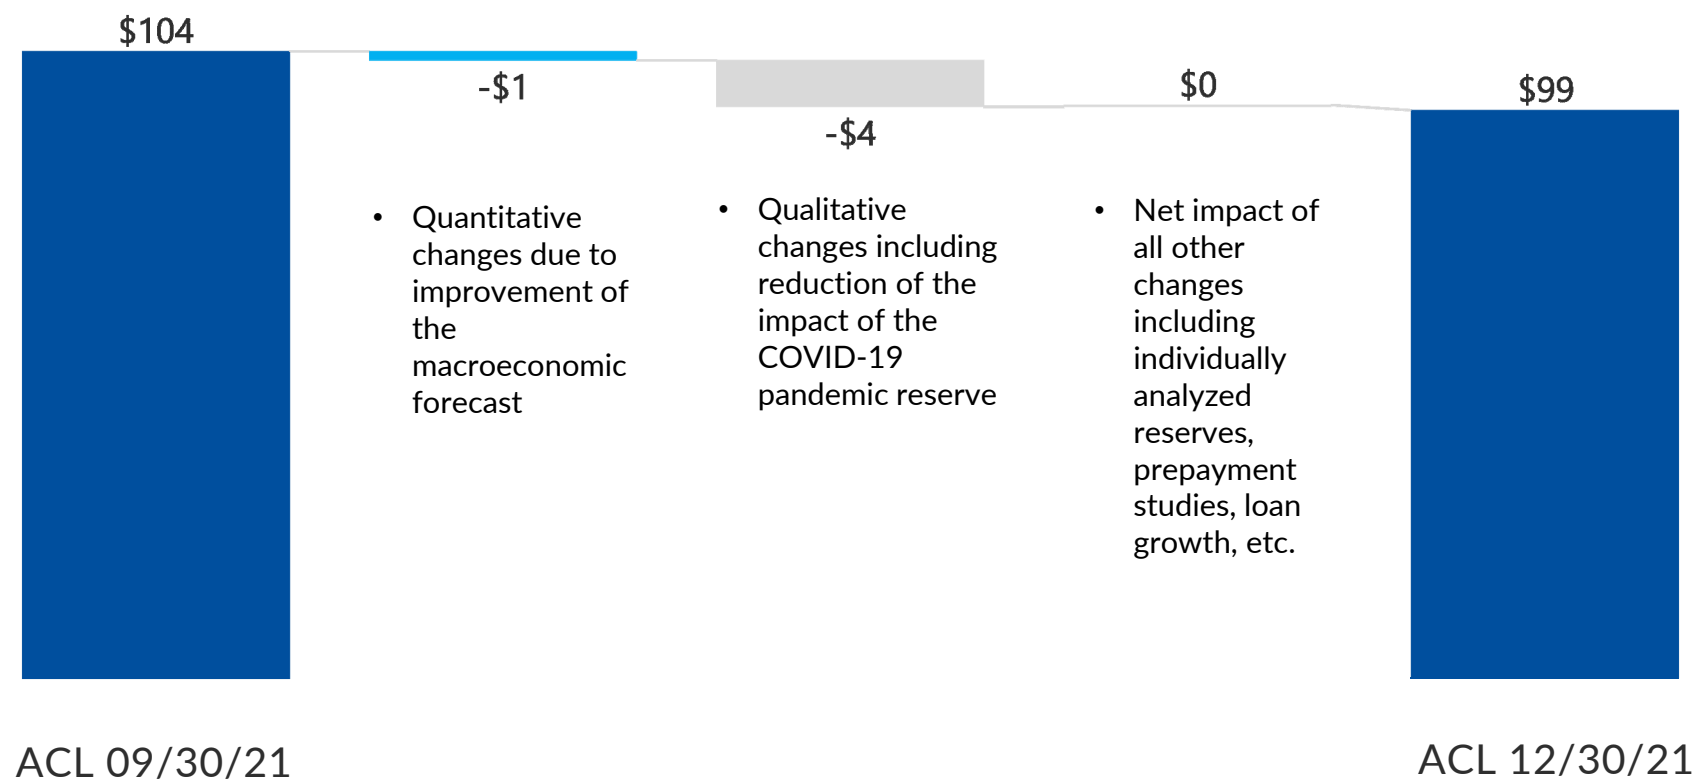 $104
-$1
-$4
$0
$99
• Quantitative
changes due to
improvement of
the
macroeconomic
forecast
• Qualitative
changes including
reduction of the
impact of the
COVID-19
pandemic reserve
• Net impact of
all other
changes
including
individually
analyzed
reserves,
prepayment
studies, loan
growth, etc.
ACL 09/30/21
ACL 12/30/21